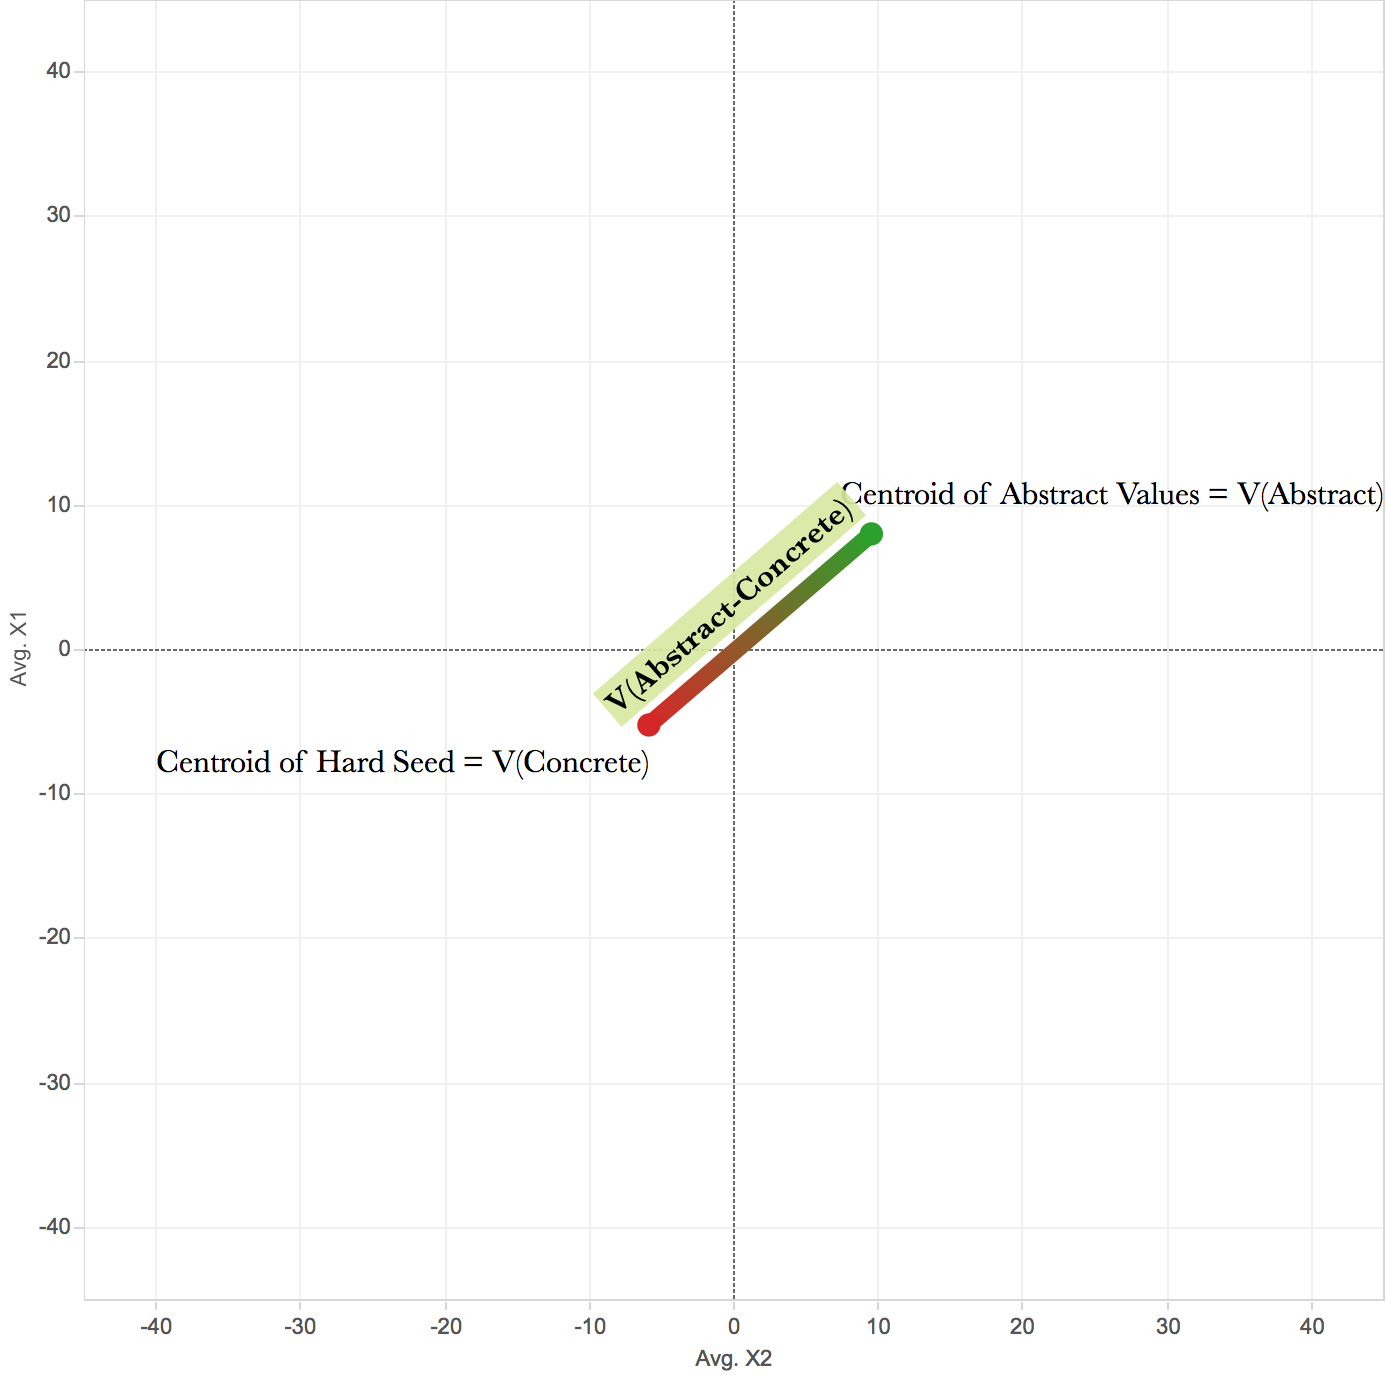 40
30
20
Centroid of Abstract Values = V(Abstract)
10
V(Abstract-Concrete)
0
Avg. X1
Centroid of Hard Seed = V(Concrete)
-10
-20
-30
-40
-40 -30 -20 -10 0 10 20 30 40
Avg. X2